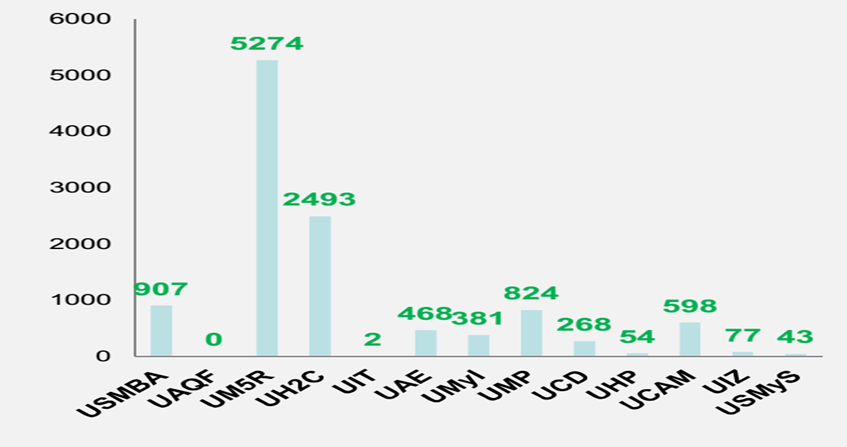 6000
5000
4000
3000
2000
1000
0
907
0
5274
2493
2
468
381
824
268
54
598
77
43
USMBA
UAQF
UM5R
UH2C
UIT
UAE
UMyI
UMP
UCD
UHP
UCAM
UIZ
USMyS